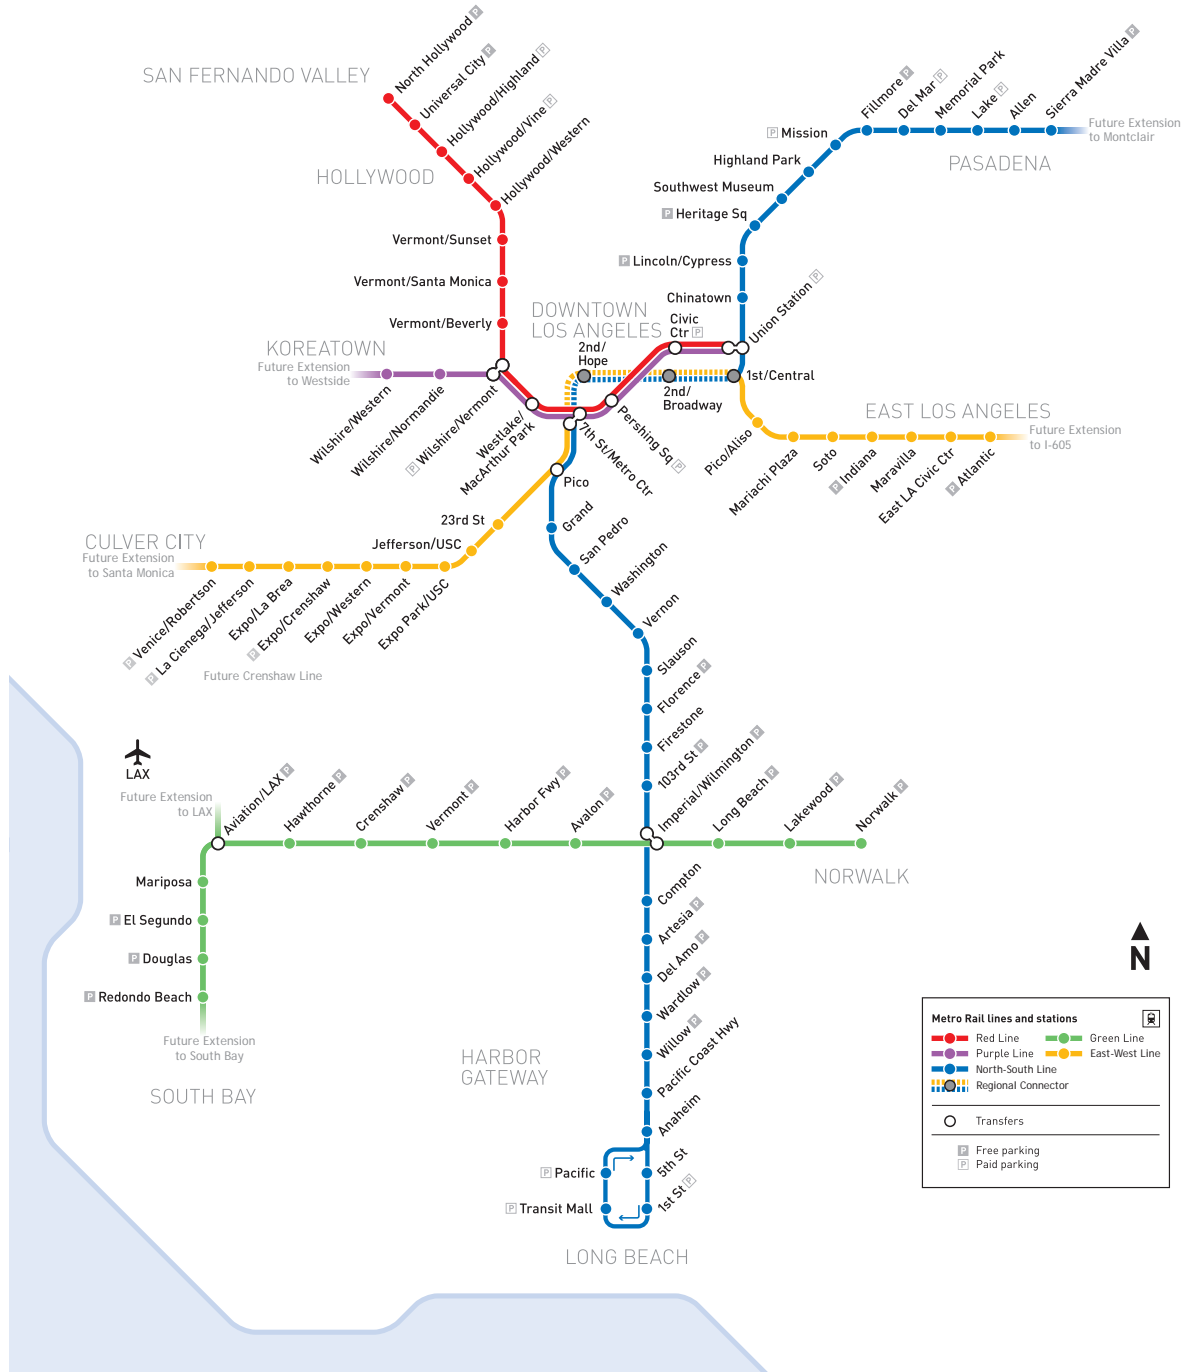 SAN FERNANDO VALLEY
North Hollywood P
Universal City P
Hollywood/Highland P
Hollywood/Vine P
Hollywood/Western
HOLLYWOOD
Vermont/Sunset
Vermont/Santa Monica
Vermont/Beverly
P Mission
Highland Park
Southwest Museum
P Heritage Sq
P Lincoln/Cypress
Chinatown
Fillmore P
Del Mar P
Memorial Park
Lake P
Allen
Sierra Madre Villa P
Future Extension
to Montclair
PASADENA
DOWNTOWN
LOS ANGELES
Civic
Ctr P
Union Station P
2nd/
Hope
2nd/
Broadway
1st/Central
KOREATOWN
Future Extension
to Westside
Wilshire/Western
Wilshire/Normandie
P Wilshire/Vermont
Westlake/
MacArthur Park
7th St/Metro Ctr
Pershing Sq P
EAST LOS ANGELES
Future Extension
to I-605
Pico/Aliso
Mariachi Plaza
Soto
P Indiana
Maravilla
East LA Civic Ctr
P Atlantic
Pico
23rd St
Jefferson/USC
CULVER CITY
Future Extension
to Santa Monica
P Venice/Robertson
P La Cienega/Jefferson
Expo/La Brea
P Expo/Crenshaw
Expo/Western
Expo/Vermont
Expo Park/USC
Future Crenshaw Line
Grand
San Pedro
Washington
Vernon
Slauson
Florence P
Firestone
103rd St P
Imperial/Wilmington P
LAX
Future Extension
to LAX
Aviation/LAX P
Hawthorne P
Crenshaw P
Vermont P
Harbor Fwy P
Avalon P
Long Beach P
Lakewood P
Norwalk P
NORWALK
Mariposa
P El Segundo
P Douglas
P Redondo Beach
Future Extension
to South Bay
SOUTH BAY
HARBOR
GATEWAY
Compton
Artesia P
Del Amo P
Wardlow P
Willow P
Pacific Coast Hwy
Anaheim
P Pacific
5th St
P Transit Mall
1st St P
LONG BEACH
N
Metro Rail lines and stations
Red Line
Green Line
Purple Line
East-West Line
North-South Line
Regional Connector
Transfers
P Free parking
P Paid parking